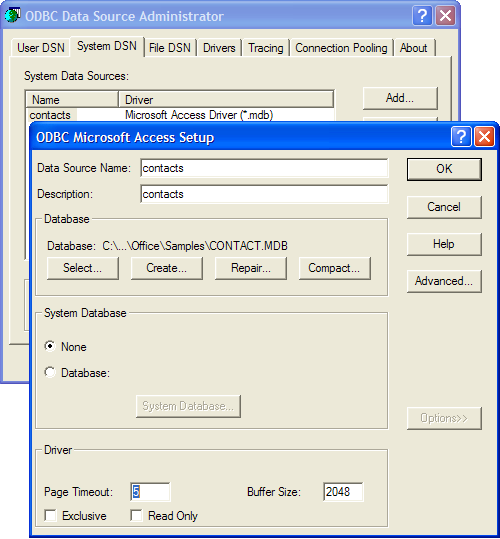 ODBC Data Source Administrator
User DSN System DSN File DSN Drivers Tracing Connection Pooling About
System Data Sources:
Name Driver Add...
contacts Microsoft Access Driver (*.mdb)
ODBC Microsoft Access Setup
Data Source Name: contacts OK
Description: contacts Cancel
Database
Database: C:\...\Office\Samples\CONTACT.MDB Help
Select... Create... Repair... Compact... Advanced...
System Database
None
Database:
System Database... Options>>
Driver
Page Timeout: 5 Buffer Size: 2048
Exclusive Read Only